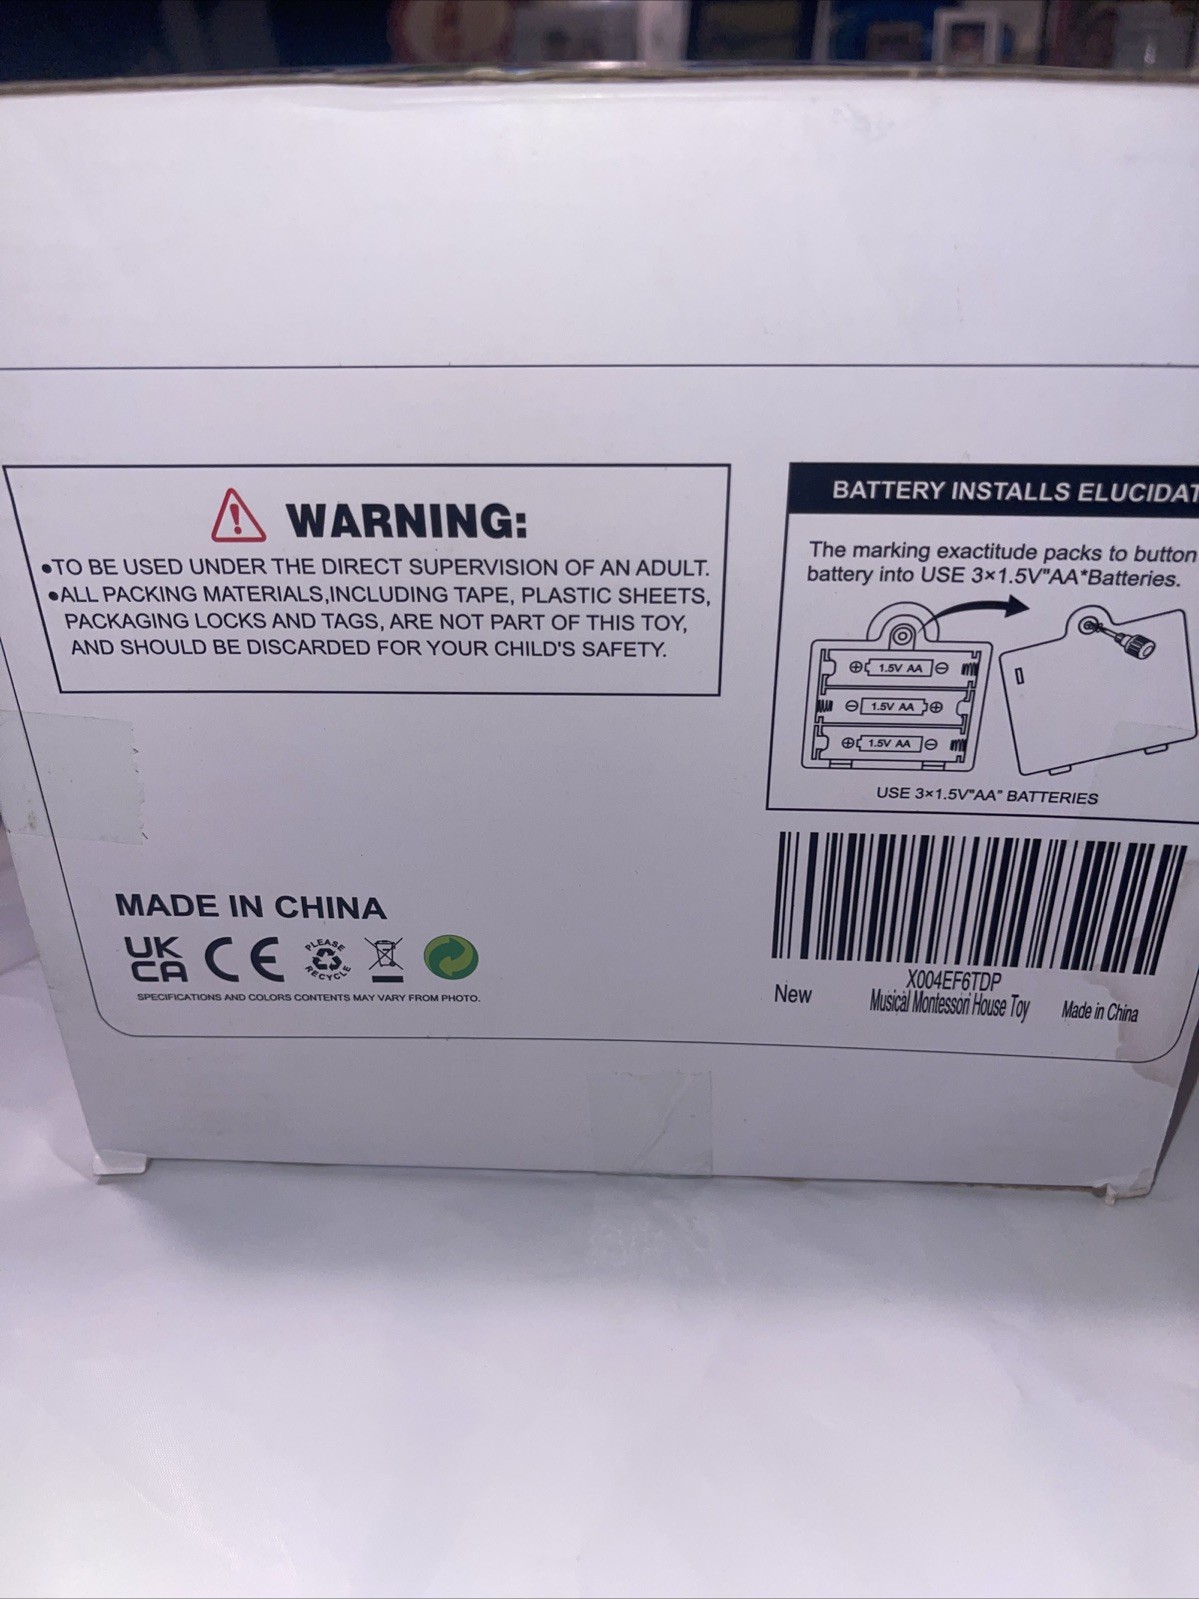 WARNING:
•TO BE USED UNDER THE DIRECT SUPERVISION OF AN ADULT.
•ALL PACKING MATERIALS,INCLUDING TAPE, PLASTIC SHEETS,
PACKAGING LOCKS AND TAGS, ARE NOT PART OF THIS TOY,
AND SHOULD BE DISCARDED FOR YOUR CHILD'S SAFETY.
BATTERY INSTALLS ELUCIDAT
The marking exactitude packs to button
battery into USE 3×1.5V"AA*Batteries.
⊕ 1.5V AA ⊖
⊖ 1.5V AA ⊕
⊕ 1.5V AA ⊖
USE 3×1.5V"AA" BATTERIES
MADE IN CHINA
UK
CA
CE
PLEASE
RECYCLE
SPECIFICATIONS AND COLORS CONTENTS MAY VARY FROM PHOTO.
X004EF6TDP
New Musical Montessori House Toy Made in China